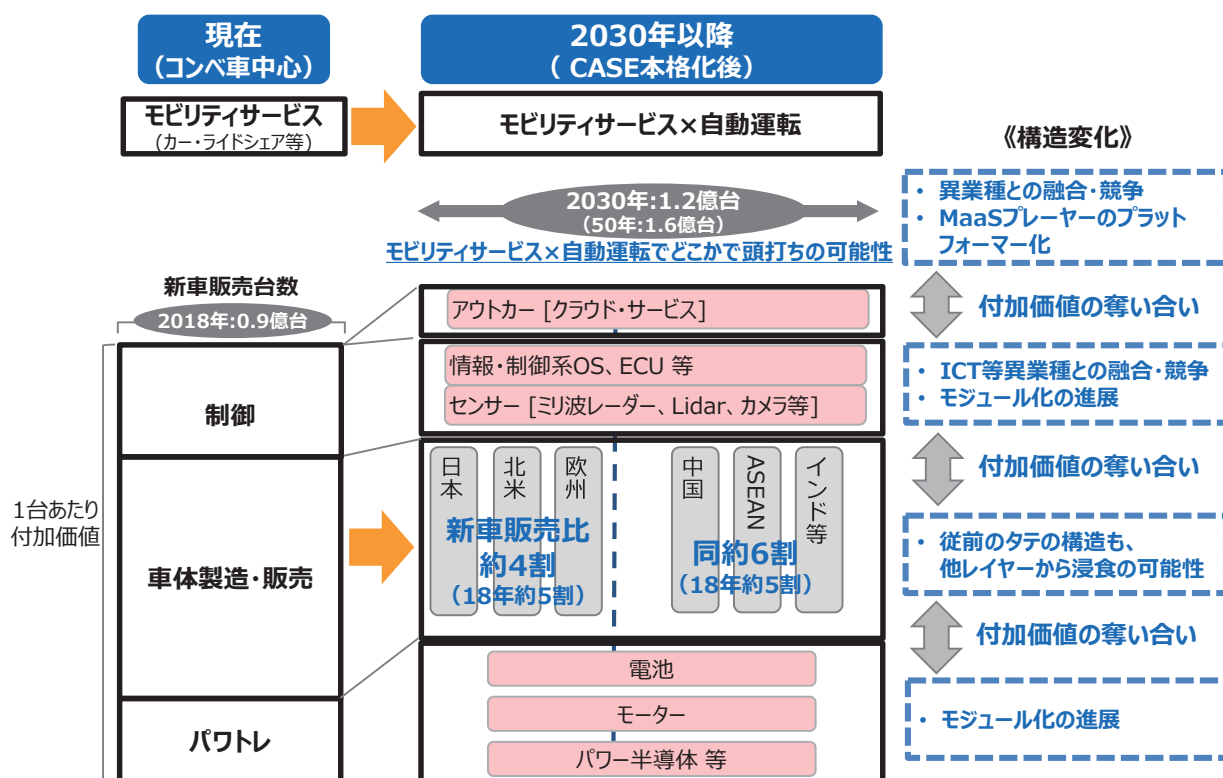 現在
（コンベ車中心）
2030年以降
（ CASE本格化後）
モビリティサービス
(カー・ライドシェア等)
モビリティサービス×自動運転
《構造変化》
2030年:1.2億台
（50年:1.6億台）
モビリティサービス×自動運転でどこかで頭打ちの可能性
• 異業種との融合・競争
• MaaSプレーヤーのプラット
フォーマー化
付加価値の奪い合い
新車販売台数
2018年:0.9億台
アウトカー [クラウド・サービス]
情報・制御系OS、ECU 等
センサー [ミリ波レーダー、Lidar、カメラ等]
• ICT等異業種との融合・競争
• モジュール化の進展
付加価値の奪い合い
1台あたり
付加価値
制御
車体製造・販売
パワトレ
日本
北米
欧州
中国
ASEAN
インド等
新車販売比
約4割
（18年約5割）
同約6割
（18年約5割）
• 従前のタテの構造も、
他レイヤーから浸食の可能性
付加価値の奪い合い
電池
モーター
パワー半導体 等
• モジュール化の進展